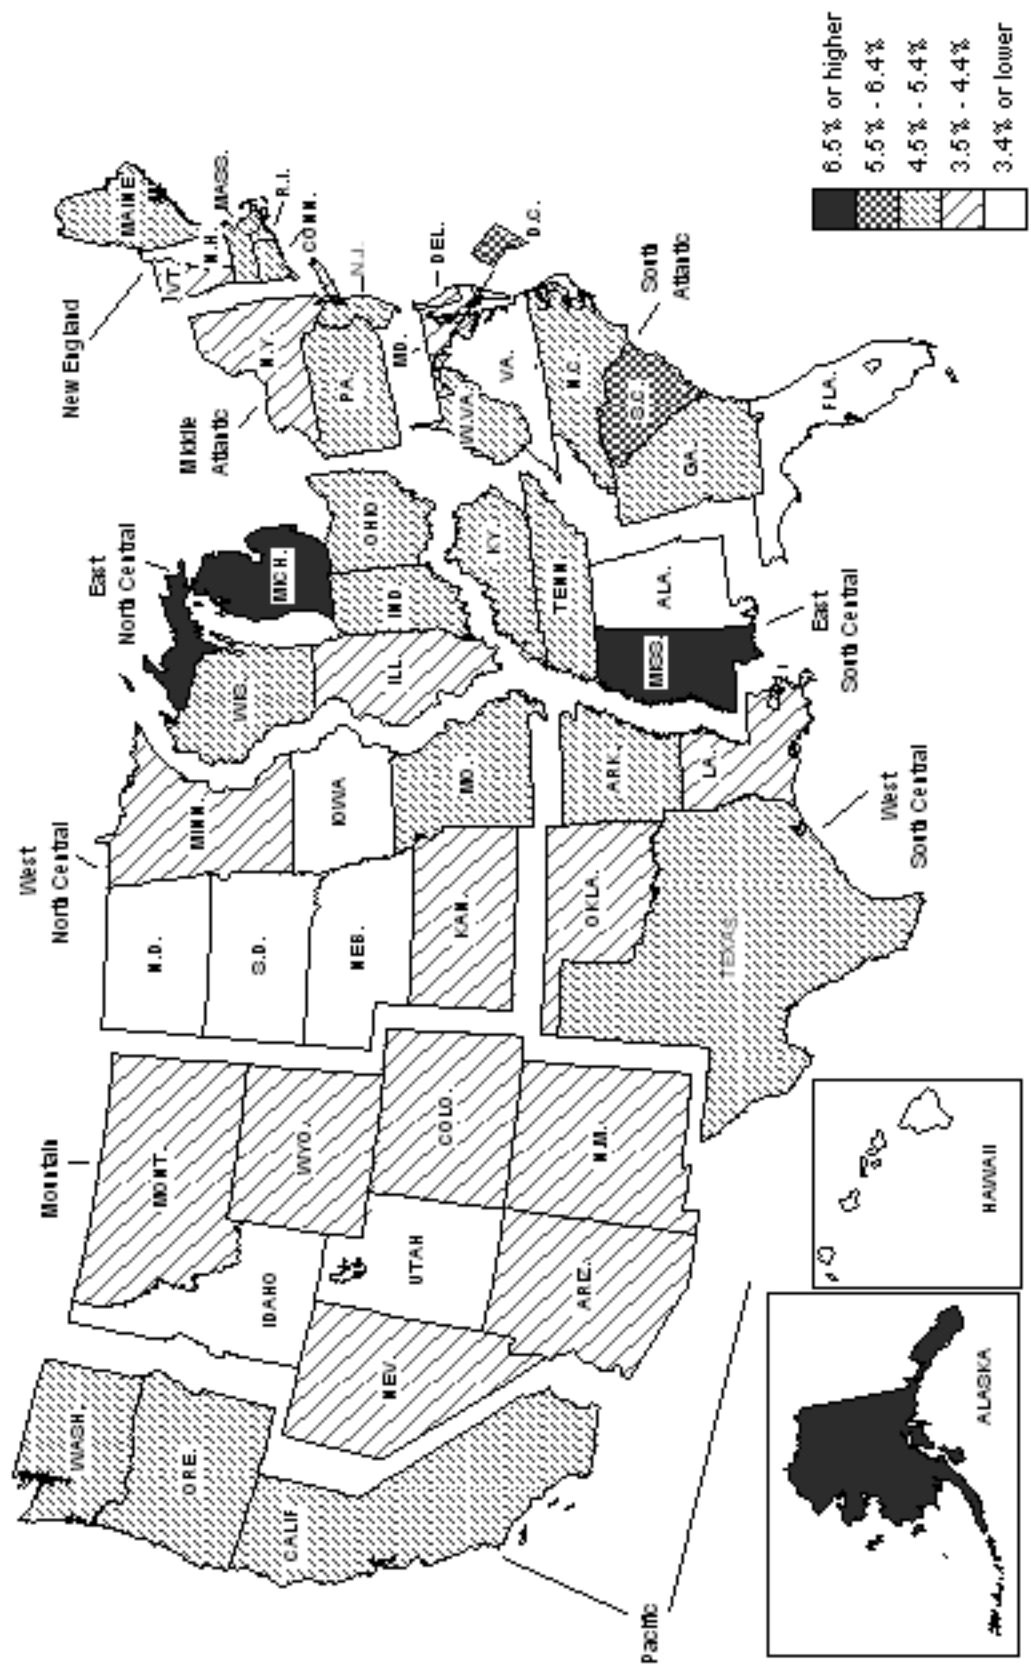 West
North Central
East
North Central
New England
Mountain
Middle
Atlantic
WASH.
MONT.
N.D.
MINN.
VT.
MAINE
N.H.
MASS.
R.I.
CONN.
ORE.
IDAHO
WYO.
S.D.
WIS.
MICH.
N.Y.
N.J.
CALIF
NEV
UTAH
COLO.
NEB.
IOWA
ILL.
IND
OHIO
PA.
MD.
DEL.
D.C.
KAN.
MO.
KY.
W.VA.
VA.
ARIZ.
N.M.
OKLA.
ARK.
TENN
N.C.
S.C.
South
Atlantic
TEXAS
LA.
MISS.
ALA.
GA.
FLA.
Pacific
West
South Central
East
South Central
ALASKA
HAWAII
6.5% or higher
5.5% - 6.4%
4.5% - 5.4%
3.5% - 4.4%
3.4% or lower